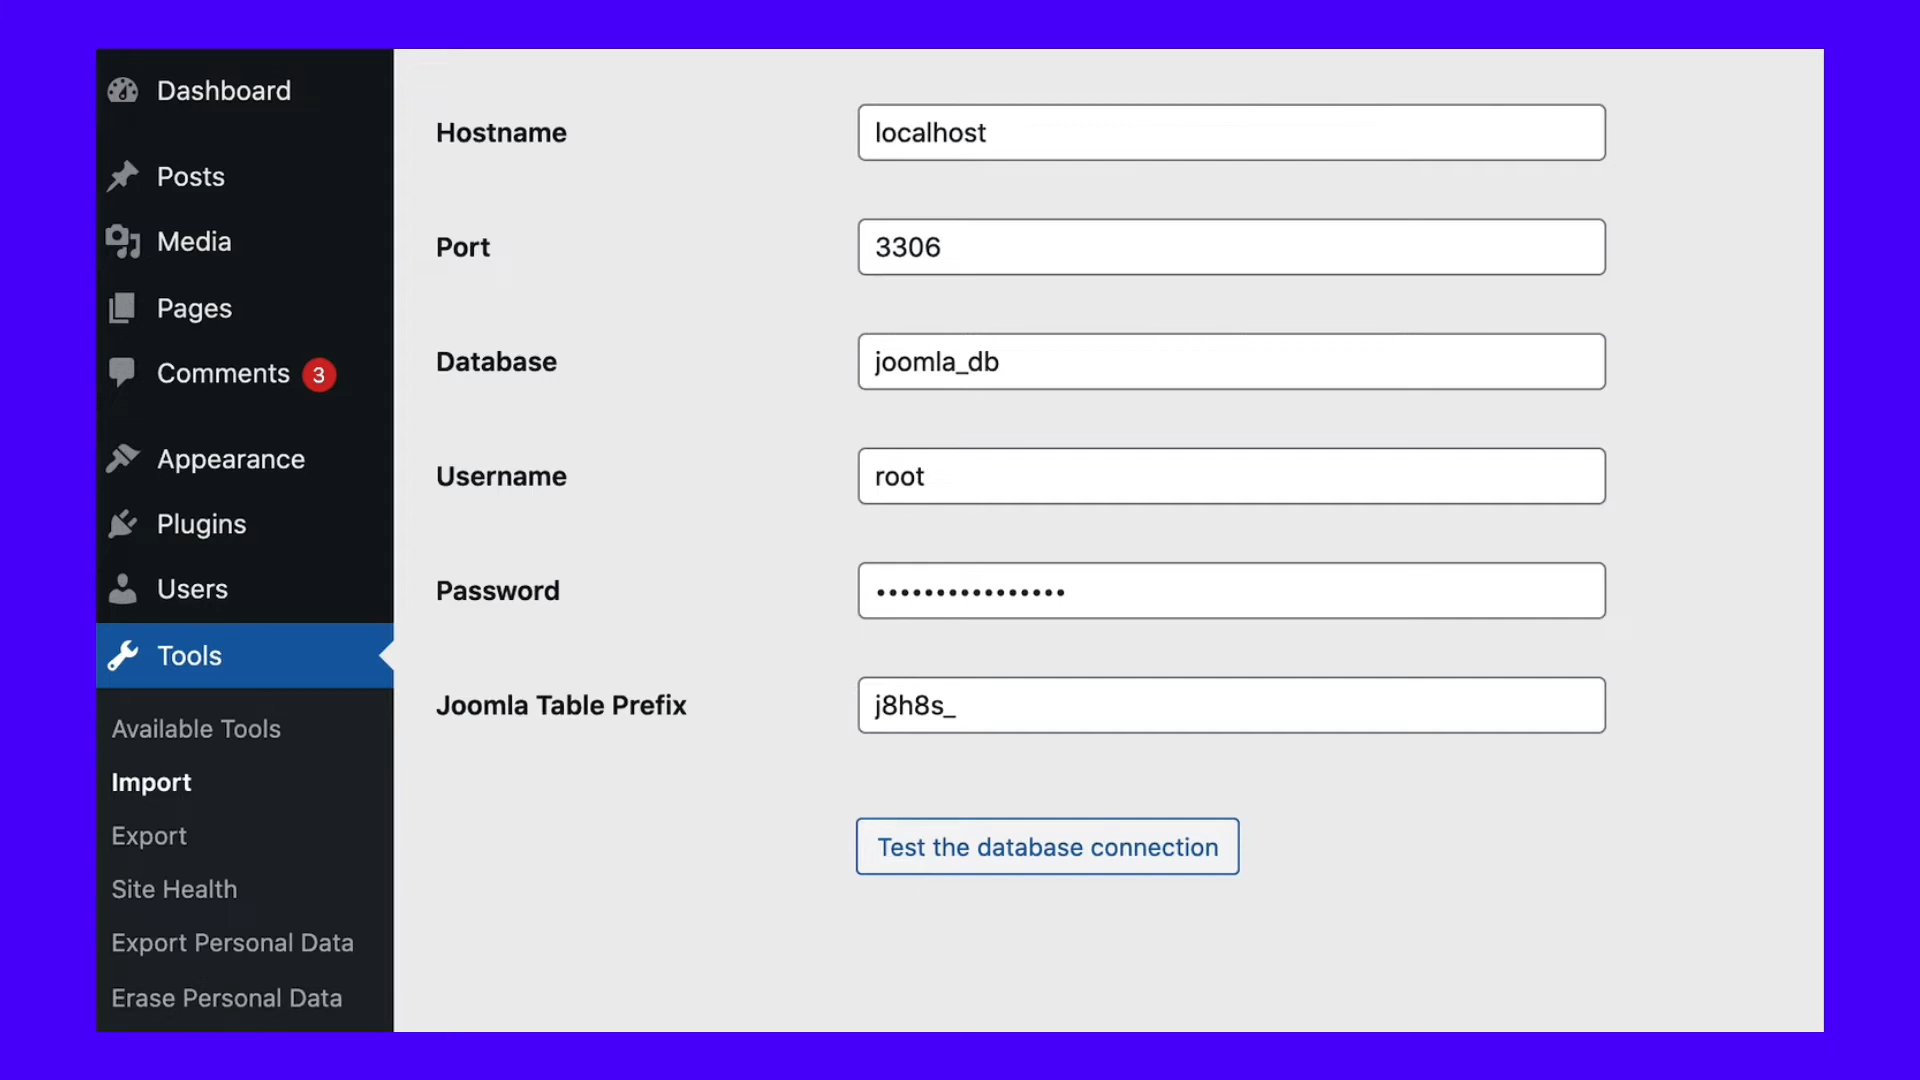 Dashboard
Posts
Media
Pages
Comments 3
Appearance
Plugins
Users
Tools
Available Tools
Import
Export
Site Health
Export Personal Data
Erase Personal Data
Hostname localhost
Port 3306
Database joomla_db
Username root
Password ••••••••••••••••
Joomla Table Prefix j8h8s_
Test the database connection